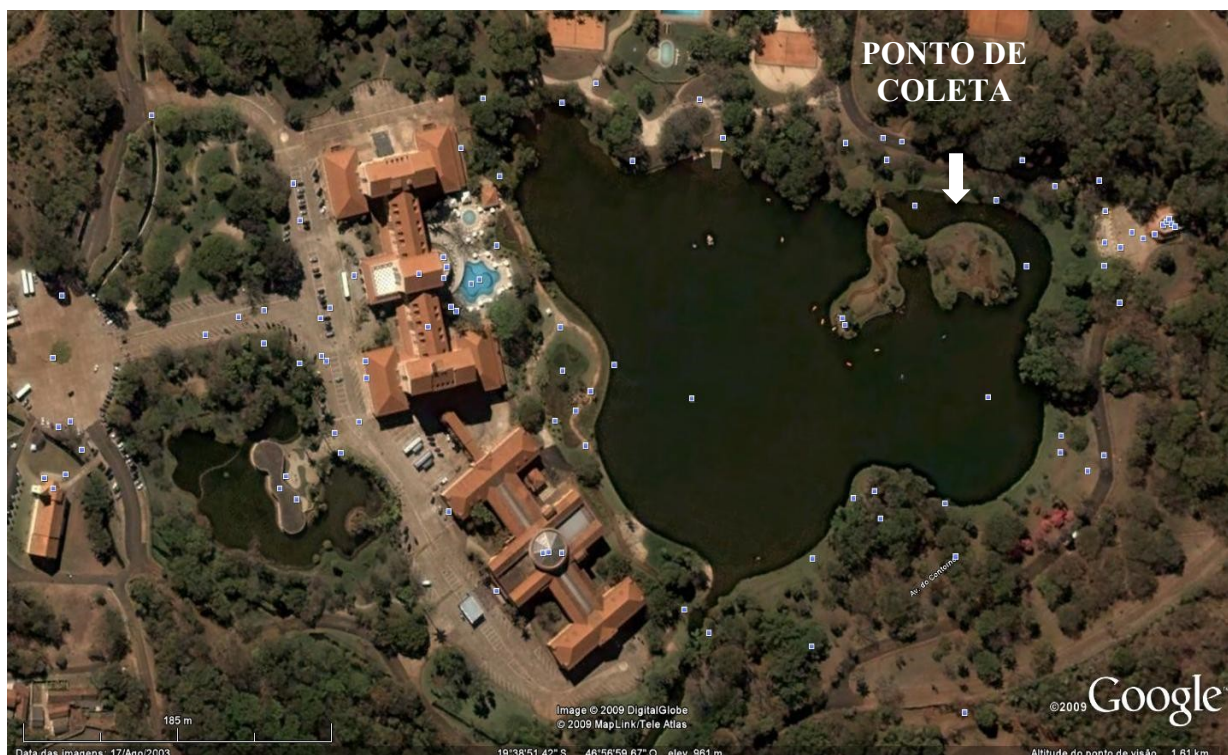 PONTO DE
COLETA
Av. do Contorno
185 m
Image © 2009 DigitalGlobe
© 2009 MapLink/Tele Atlas
©2009 Google
Data das imagens: 17/Ago/2003
19°38'51.42" S 46°56'59.67" O elev 961 m
Altitude do ponto de visão 1.61 km